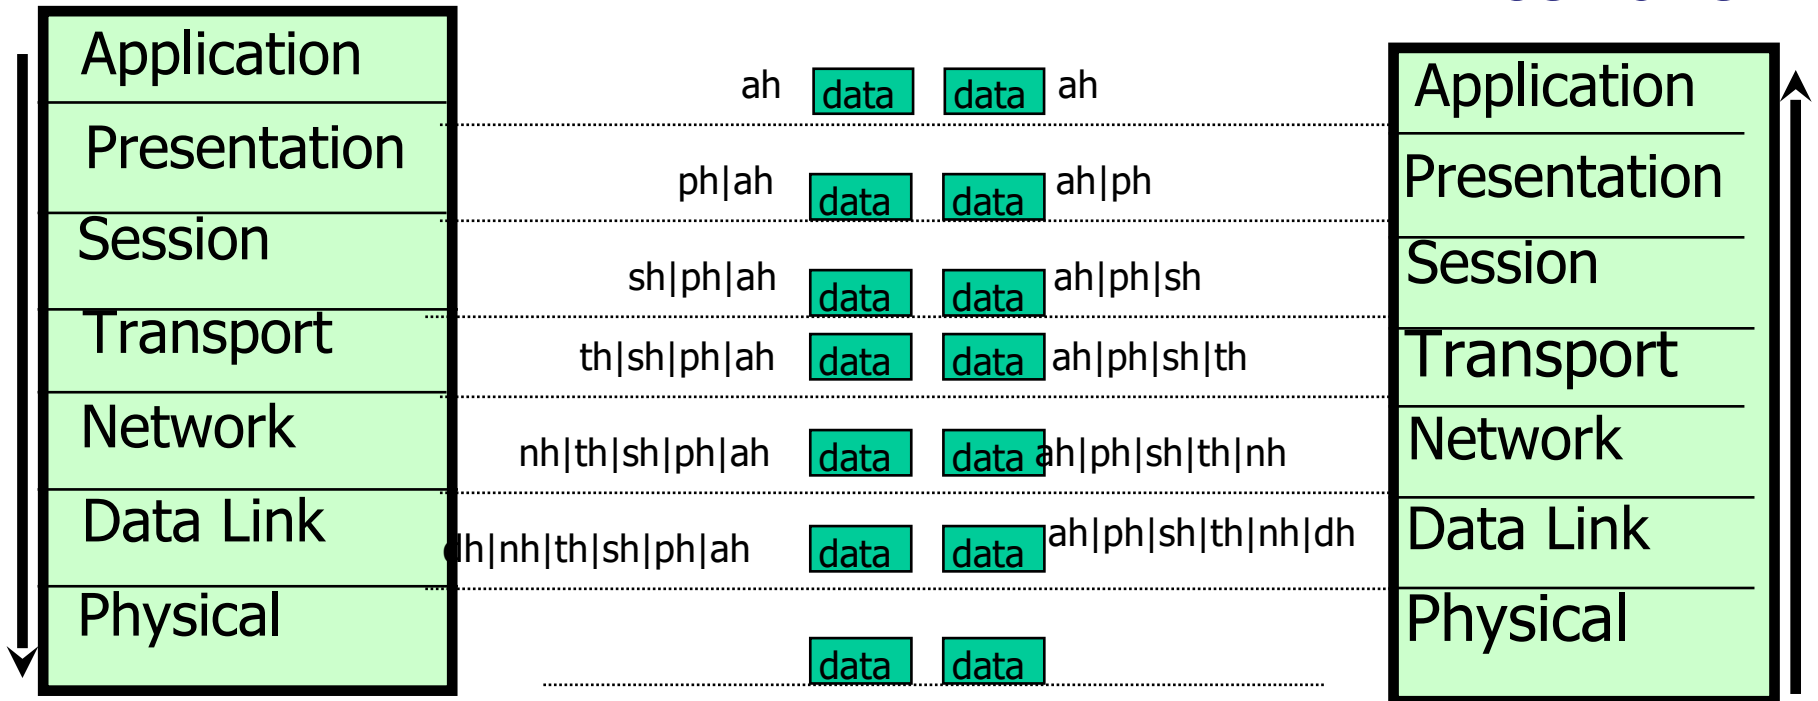 Application
ah data data ah
Application
Presentation
ph|ah data data ah|ph
Presentation
Session
sh|ph|ah data data ah|ph|sh
Session
Transport
th|sh|ph|ah data data ah|ph|sh|th
Transport
Network
nh|th|sh|ph|ah data data ah|ph|sh|th|nh
Network
Data Link
dh|nh|th|sh|ph|ah data data ah|ph|sh|th|nh|dh
Data Link
Physical
data data
Physical